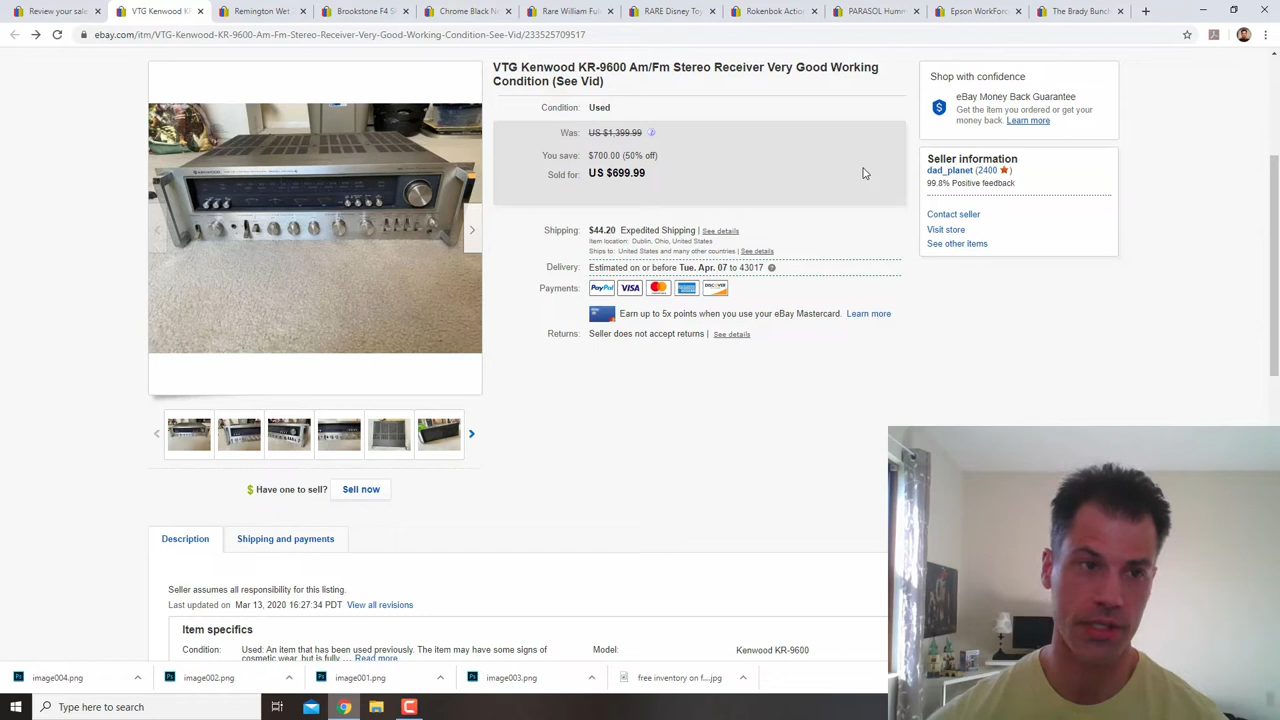 Review your sale
VTG Kenwood K
Remington Wet
Brookstone F4 S
Chrome Black N
Rare William Ful
RARE Disney To
Rokenbok Action
PARASOL Humm
Epson WorkForc
The Brady Bunch
ebay.com/itm/VTG-Kenwood-KR-9600-Am-Fm-Stereo-Receiver-Very-Good-Working-Condition-See-Vid/233525709517
VTG Kenwood KR-9600 Am/Fm Stereo Receiver Very Good Working
Condition (See Vid)
Condition: Used
Was: US $1,399.99
You save: $700.00 (50% off)
Sold for: US $699.99
Shipping: $44.20 Expedited Shipping | See details
Item location: Dublin, Ohio, United States
Ships to: United States and many other countries | See details
Delivery: Estimated on or before Tue. Apr. 07 to 43017
Payments: PayPal VISA MasterCard AMERICAN EXPRESS DISCOVER
Earn up to 5x points when you use your eBay Mastercard. Learn more
Returns: Seller does not accept returns | See details
Shop with confidence
eBay Money Back Guarantee
Get the item you ordered or get your
money back. Learn more
Seller information
dad_planet (2400 )
99.8% Positive feedback
Contact seller
Visit store
See other items
$ Have one to sell? Sell now
Description Shipping and payments
Seller assumes all responsibility for this listing.
Last updated on Mar 13, 2020 16:27:34 PDT View all revisions
Item specifics
Condition: Used: An item that has been used previously. The item may have some signs of
cosmetic wear, but is fully … Read more
Model: Kenwood KR-9600
image004.png
image002.png
image001.png
image003.png
free inventory on f....jpg
Type here to search